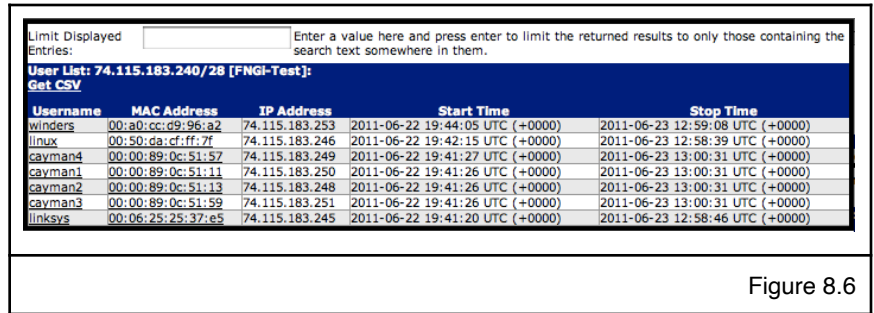 Limit Displayed Entries: Enter a value here and press enter to limit the returned results to only those containing the search text somewhere in them.
User List: 74.115.183.240/28 [FNGi-Test]:
Get CSV
Username MAC Address IP Address Start Time Stop Time
winders 00:a0:cc:d9:96:a2 74.115.183.253 2011-06-22 19:44:05 UTC (+0000) 2011-06-23 12:59:08 UTC (+0000)
linux 00:50:da:cf:ff:7f 74.115.183.246 2011-06-22 19:42:15 UTC (+0000) 2011-06-23 12:58:39 UTC (+0000)
cayman4 00:00:89:0c:51:57 74.115.183.249 2011-06-22 19:41:27 UTC (+0000) 2011-06-23 13:00:31 UTC (+0000)
cayman1 00:00:89:0c:51:11 74.115.183.250 2011-06-22 19:41:26 UTC (+0000) 2011-06-23 13:00:31 UTC (+0000)
cayman2 00:00:89:0c:51:13 74.115.183.248 2011-06-22 19:41:26 UTC (+0000) 2011-06-23 13:00:31 UTC (+0000)
cayman3 00:00:89:0c:51:59 74.115.183.251 2011-06-22 19:41:26 UTC (+0000) 2011-06-23 13:00:31 UTC (+0000)
linksys 00:06:25:25:37:e5 74.115.183.245 2011-06-22 19:41:20 UTC (+0000) 2011-06-23 12:58:46 UTC (+0000)
Figure 8.6